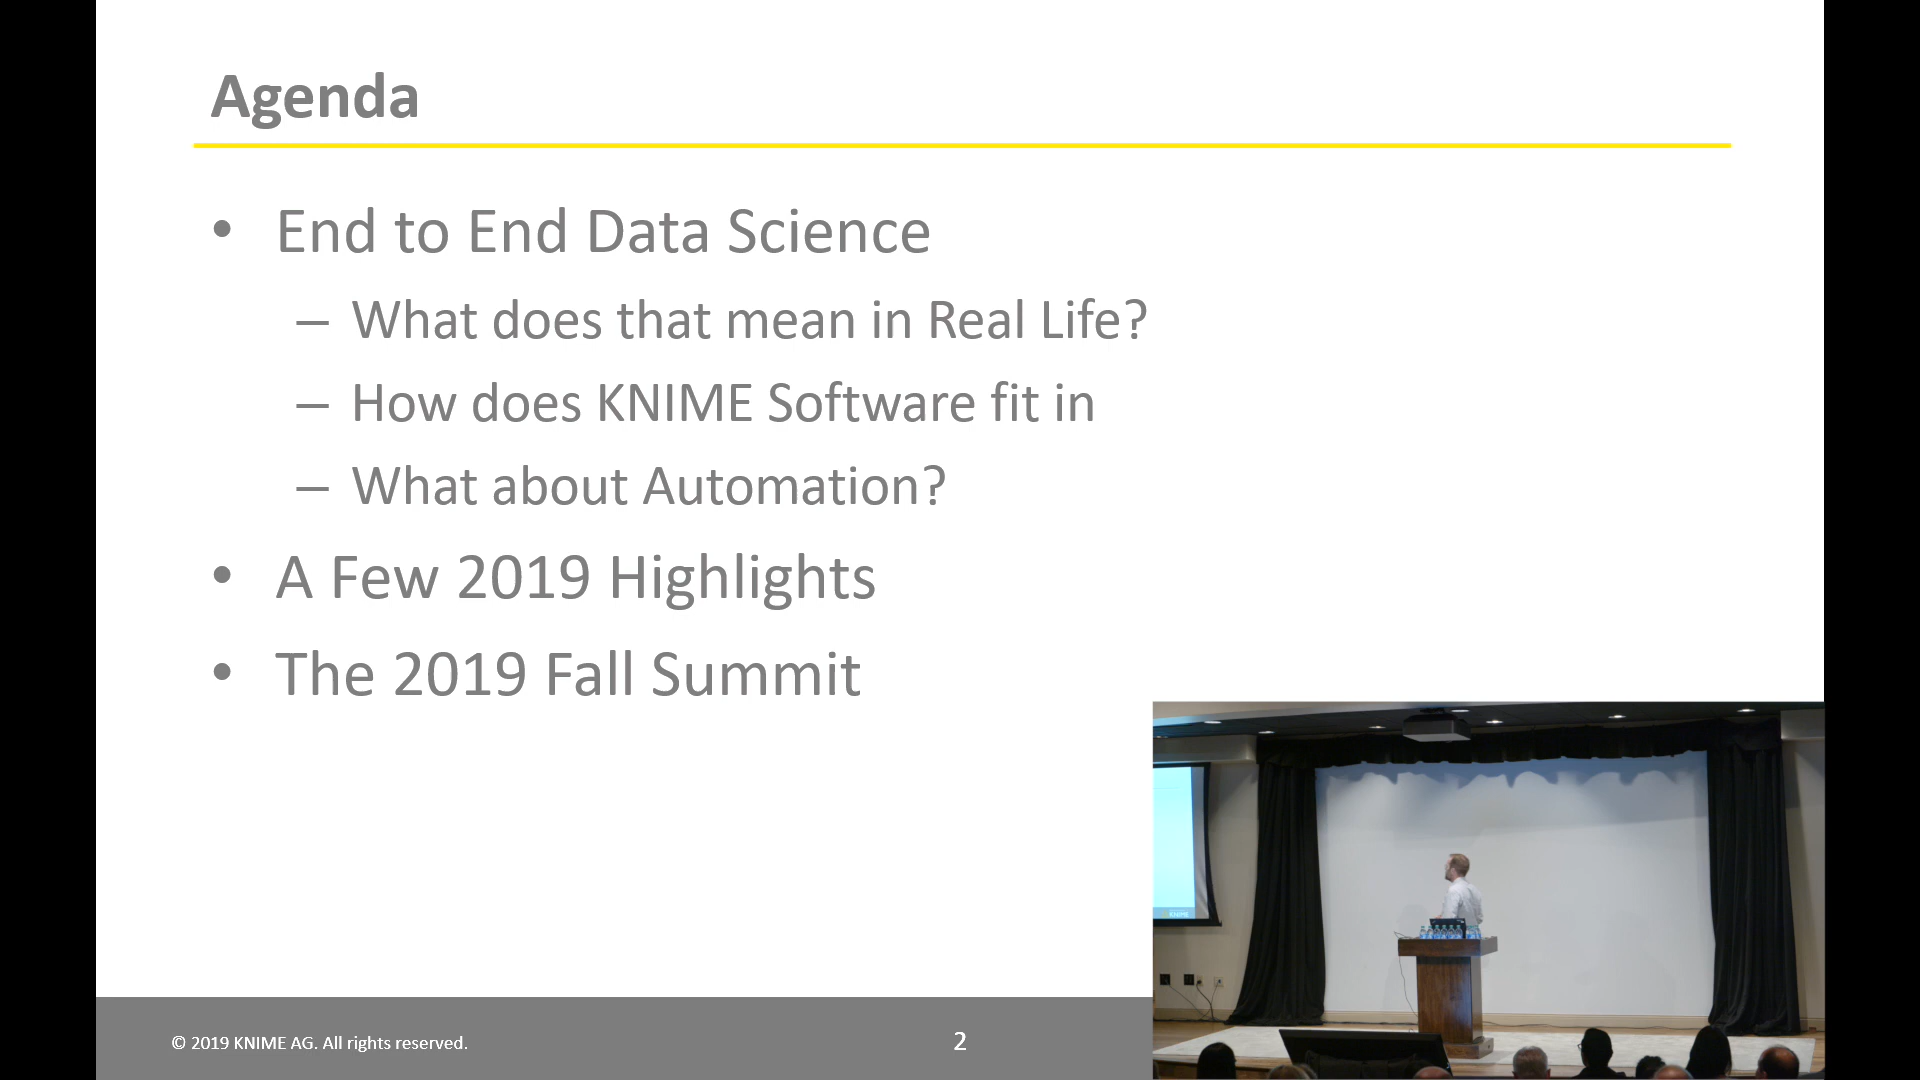 Agenda
• End to End Data Science
– What does that mean in Real Life?
– How does KNIME Software fit in
– What about Automation?
• A Few 2019 Highlights
• The 2019 Fall Summit
© 2019 KNIME AG. All rights reserved.
2
KNIME